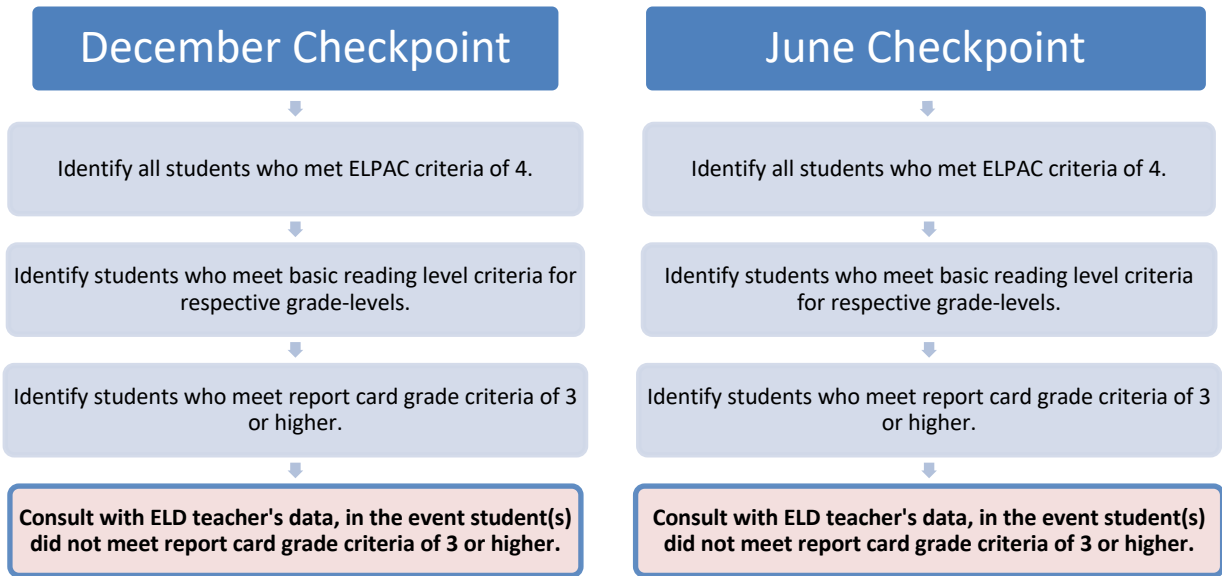 December Checkpoint
Identify all students who met ELPAC criteria of 4.
Identify students who meet basic reading level criteria for
respective grade-levels.
Identify students who meet report card grade criteria of 3
or higher.
Consult with ELD teacher's data, in the event student(s)
did not meet report card grade criteria of 3 or higher.
June Checkpoint
Identify all students who met ELPAC criteria of 4.
Identify students who meet basic reading level criteria
for respective grade-levels.
Identify students who meet report card grade criteria of 3
or higher.
Consult with ELD teacher's data, in the event student(s)
did not meet report card grade criteria of 3 or higher.